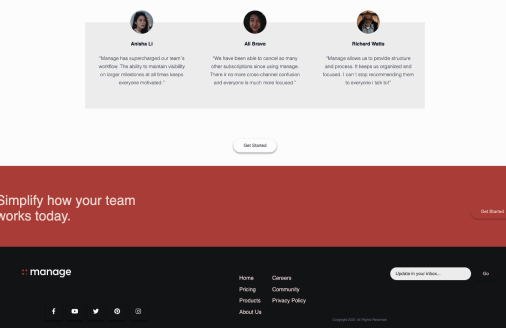 Anisha Li
"Manage has supercharged our team's
workflow. The ability to maintain visibility
on larger milestones at all times keeps
everyone motivated."
Ali Bravo
"We have been able to cancel so many
other subscriptions since using manage.
There is no more cross-channel confusion
and everyone is much more focused."
Richard Watts
"Manage allows us to provide structure
and process. It keeps us organized and
focused. I can't stop recommending them
to everyone I talk to!"
Get Started
Simplify how your team
works today.
Get Started
manage
Home
Pricing
Products
About Us
Careers
Community
Privacy Policy
Update in your inbox...
Go
Copyright 2020. All Rights Reserved